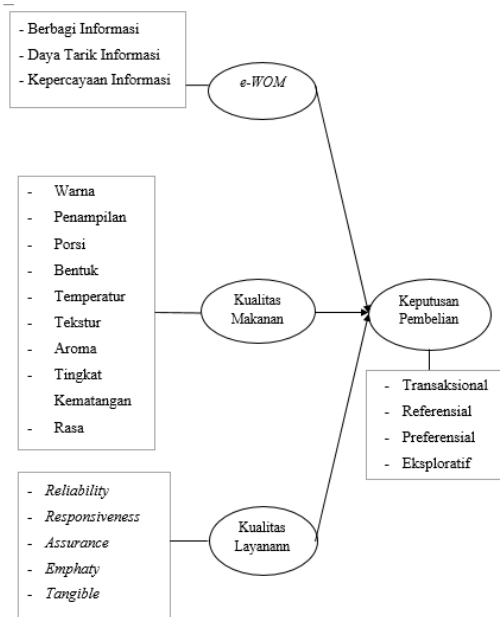 - Berbagi Informasi
- Daya Tarik Informasi
- Kepercayaan Informasi
e-WOM
- Warna
- Penampilan
- Porsi
- Bentuk
- Temperatur
- Tekstur
- Aroma
- Tingkat
Kematangan
- Rasa
Kualitas
Makanan
Keputusan
Pembelian
- Transaksional
- Referensial
- Preferensial
- Eksploratif
- Reliability
- Responsiveness
- Assurance
- Emphaty
- Tangible
Kualitas
Layanann